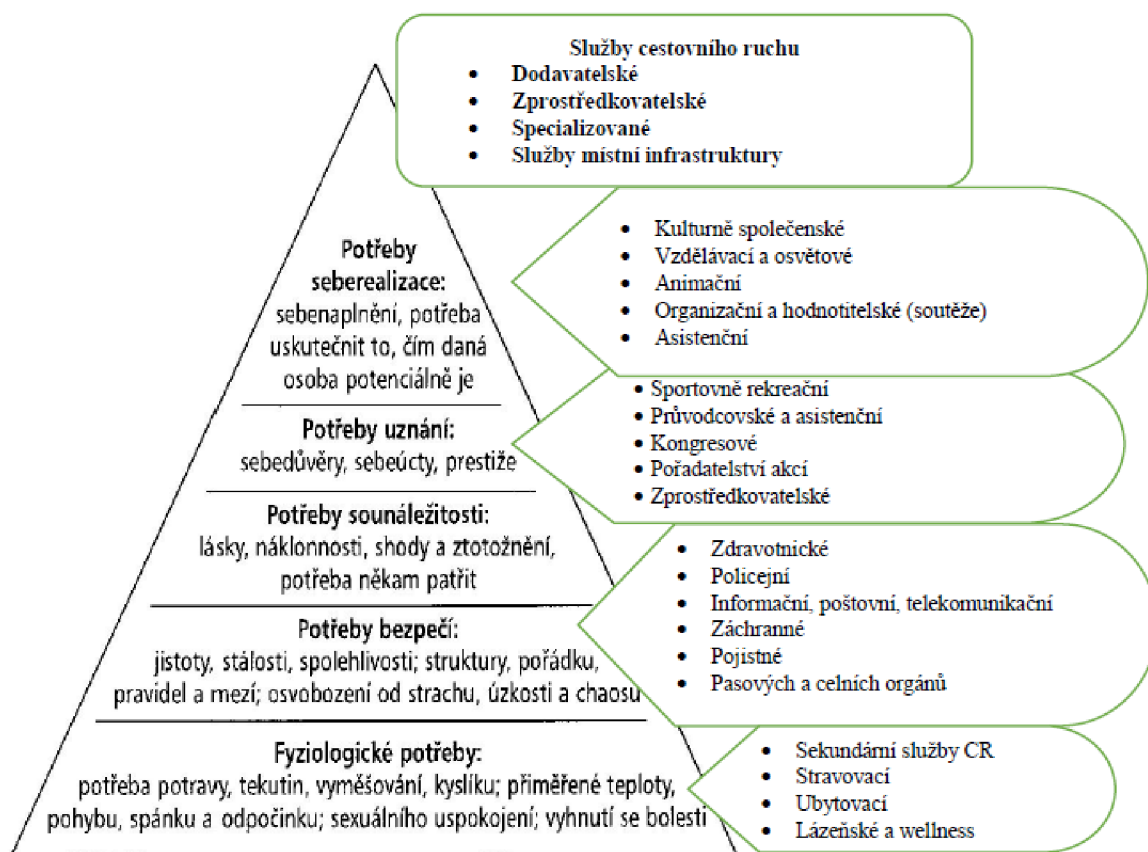 Služby cestovního ruchu
• Dodavatelské
• Zprostředkovatelské
• Specializované
• Služby místní infrastruktury
Potřeby
seberealizace:
sebenaplnění, potřeba
uskutečnit to, čím daná
osoba potenciálně je
• Kulturně společenské
• Vzdělávací a osvětové
• Animační
• Organizační a hodnotitelské (soutěže)
• Asistenční
Potřeby uznání:
sebedůvěry, sebeúcty, prestiže
• Sportovně rekreační
• Průvodcovské a asistenční
• Kongresové
• Pořadatelství akcí
• Zprostředkovatelské
Potřeby sounáležitosti:
lásky, náklonnosti, shody a ztotožnění,
potřeba někam patřit
Potřeby bezpečí:
jistoty, stálosti, spolehlivosti; struktury, pořádku,
pravidel a mezí; osvobození od strachu, úzkosti a chaosu
• Zdravotnické
• Policejní
• Informační, poštovní, telekomunikační
• Záchranné
• Pojistné
• Pasových a celních orgánů
Fyziologické potřeby:
potřeba potravy, tekutin, vyměšování, kyslíku; přiměřené teploty,
pohybu, spánku a odpočinku; sexuálního uspokojení; vyhnutí se bolesti
• Sekundární služby CR
• Stravovací
• Ubytovací
• Lázeňské a wellness